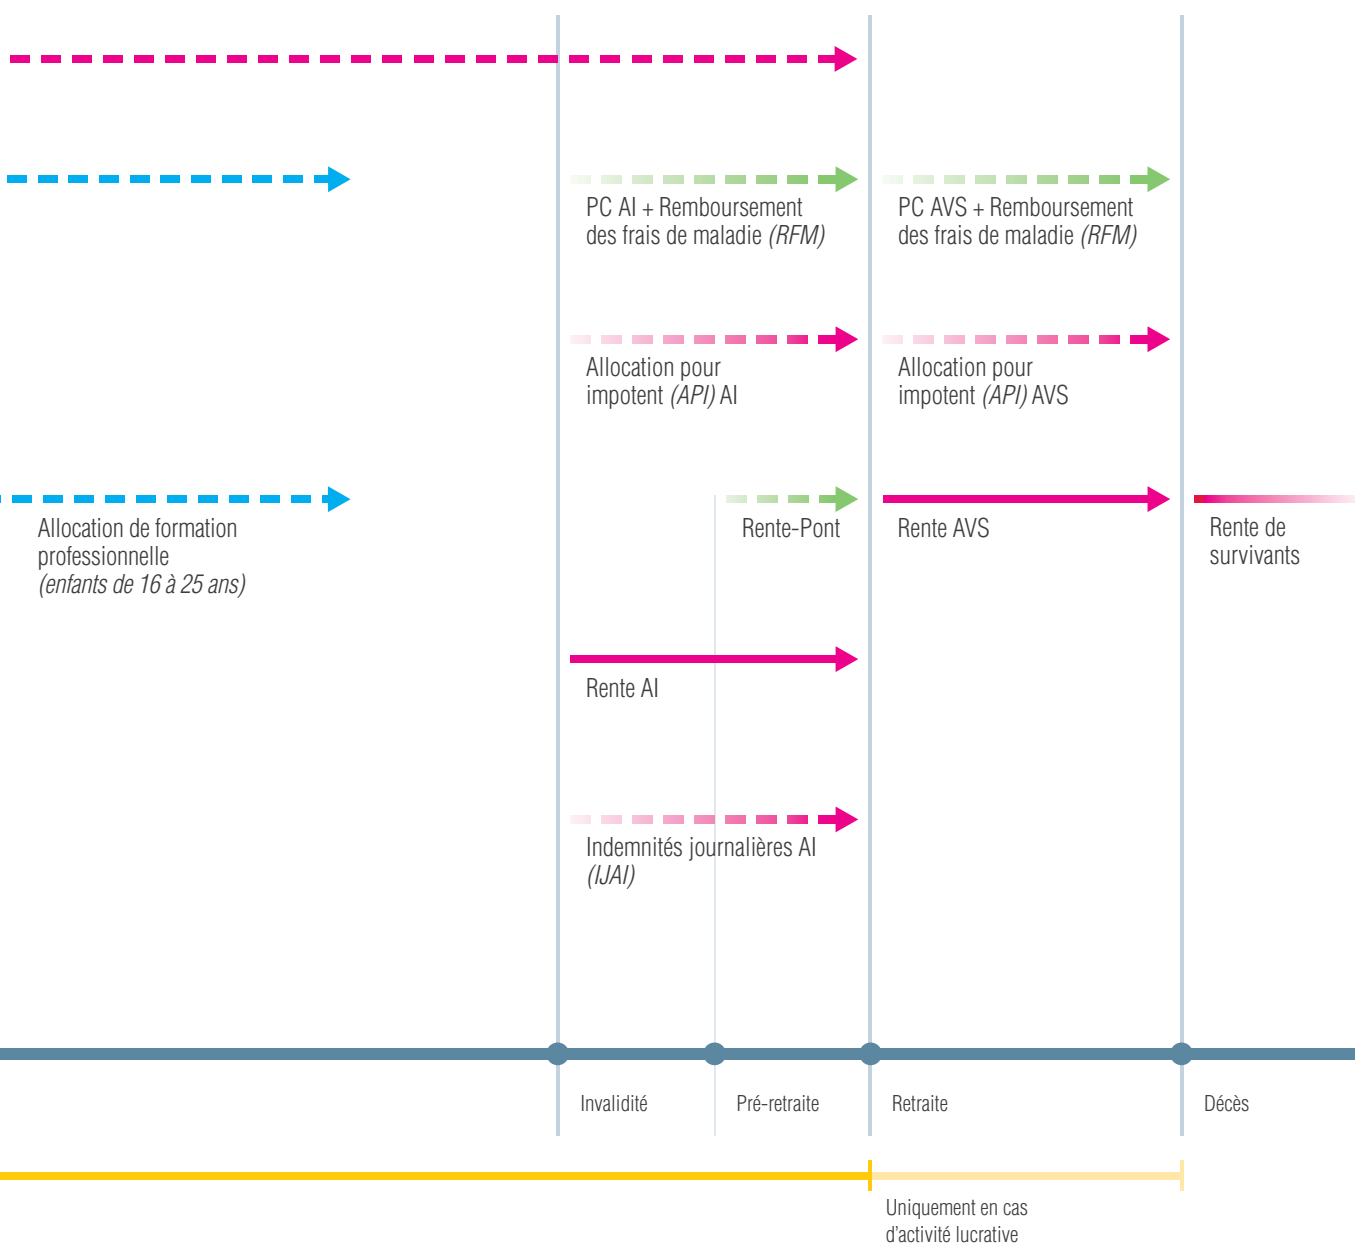 PC AI + Remboursement
des frais de maladie (RFM)
PC AVS + Remboursement
des frais de maladie (RFM)
Allocation pour
impotent (API) AI
Allocation pour
impotent (API) AVS
Allocation de formation
professionnelle
(enfants de 16 à 25 ans)
Rente-Pont
Rente AVS
Rente de
survivants
Rente AI
Indemnités journalières AI
(IJAI)
Invalidité
Pré-retraite
Retraite
Décès
Uniquement en cas
d'activité lucrative